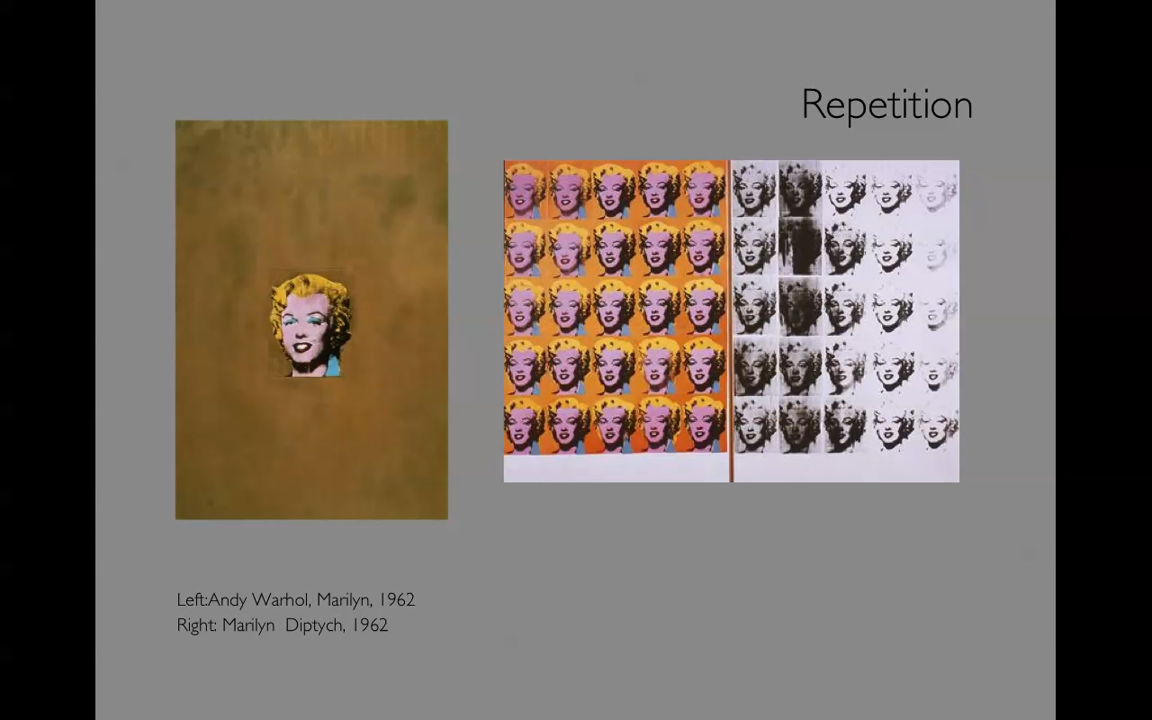 Repetition
Left:Andy Warhol, Marilyn, 1962
Right: Marilyn  Diptych, 1962